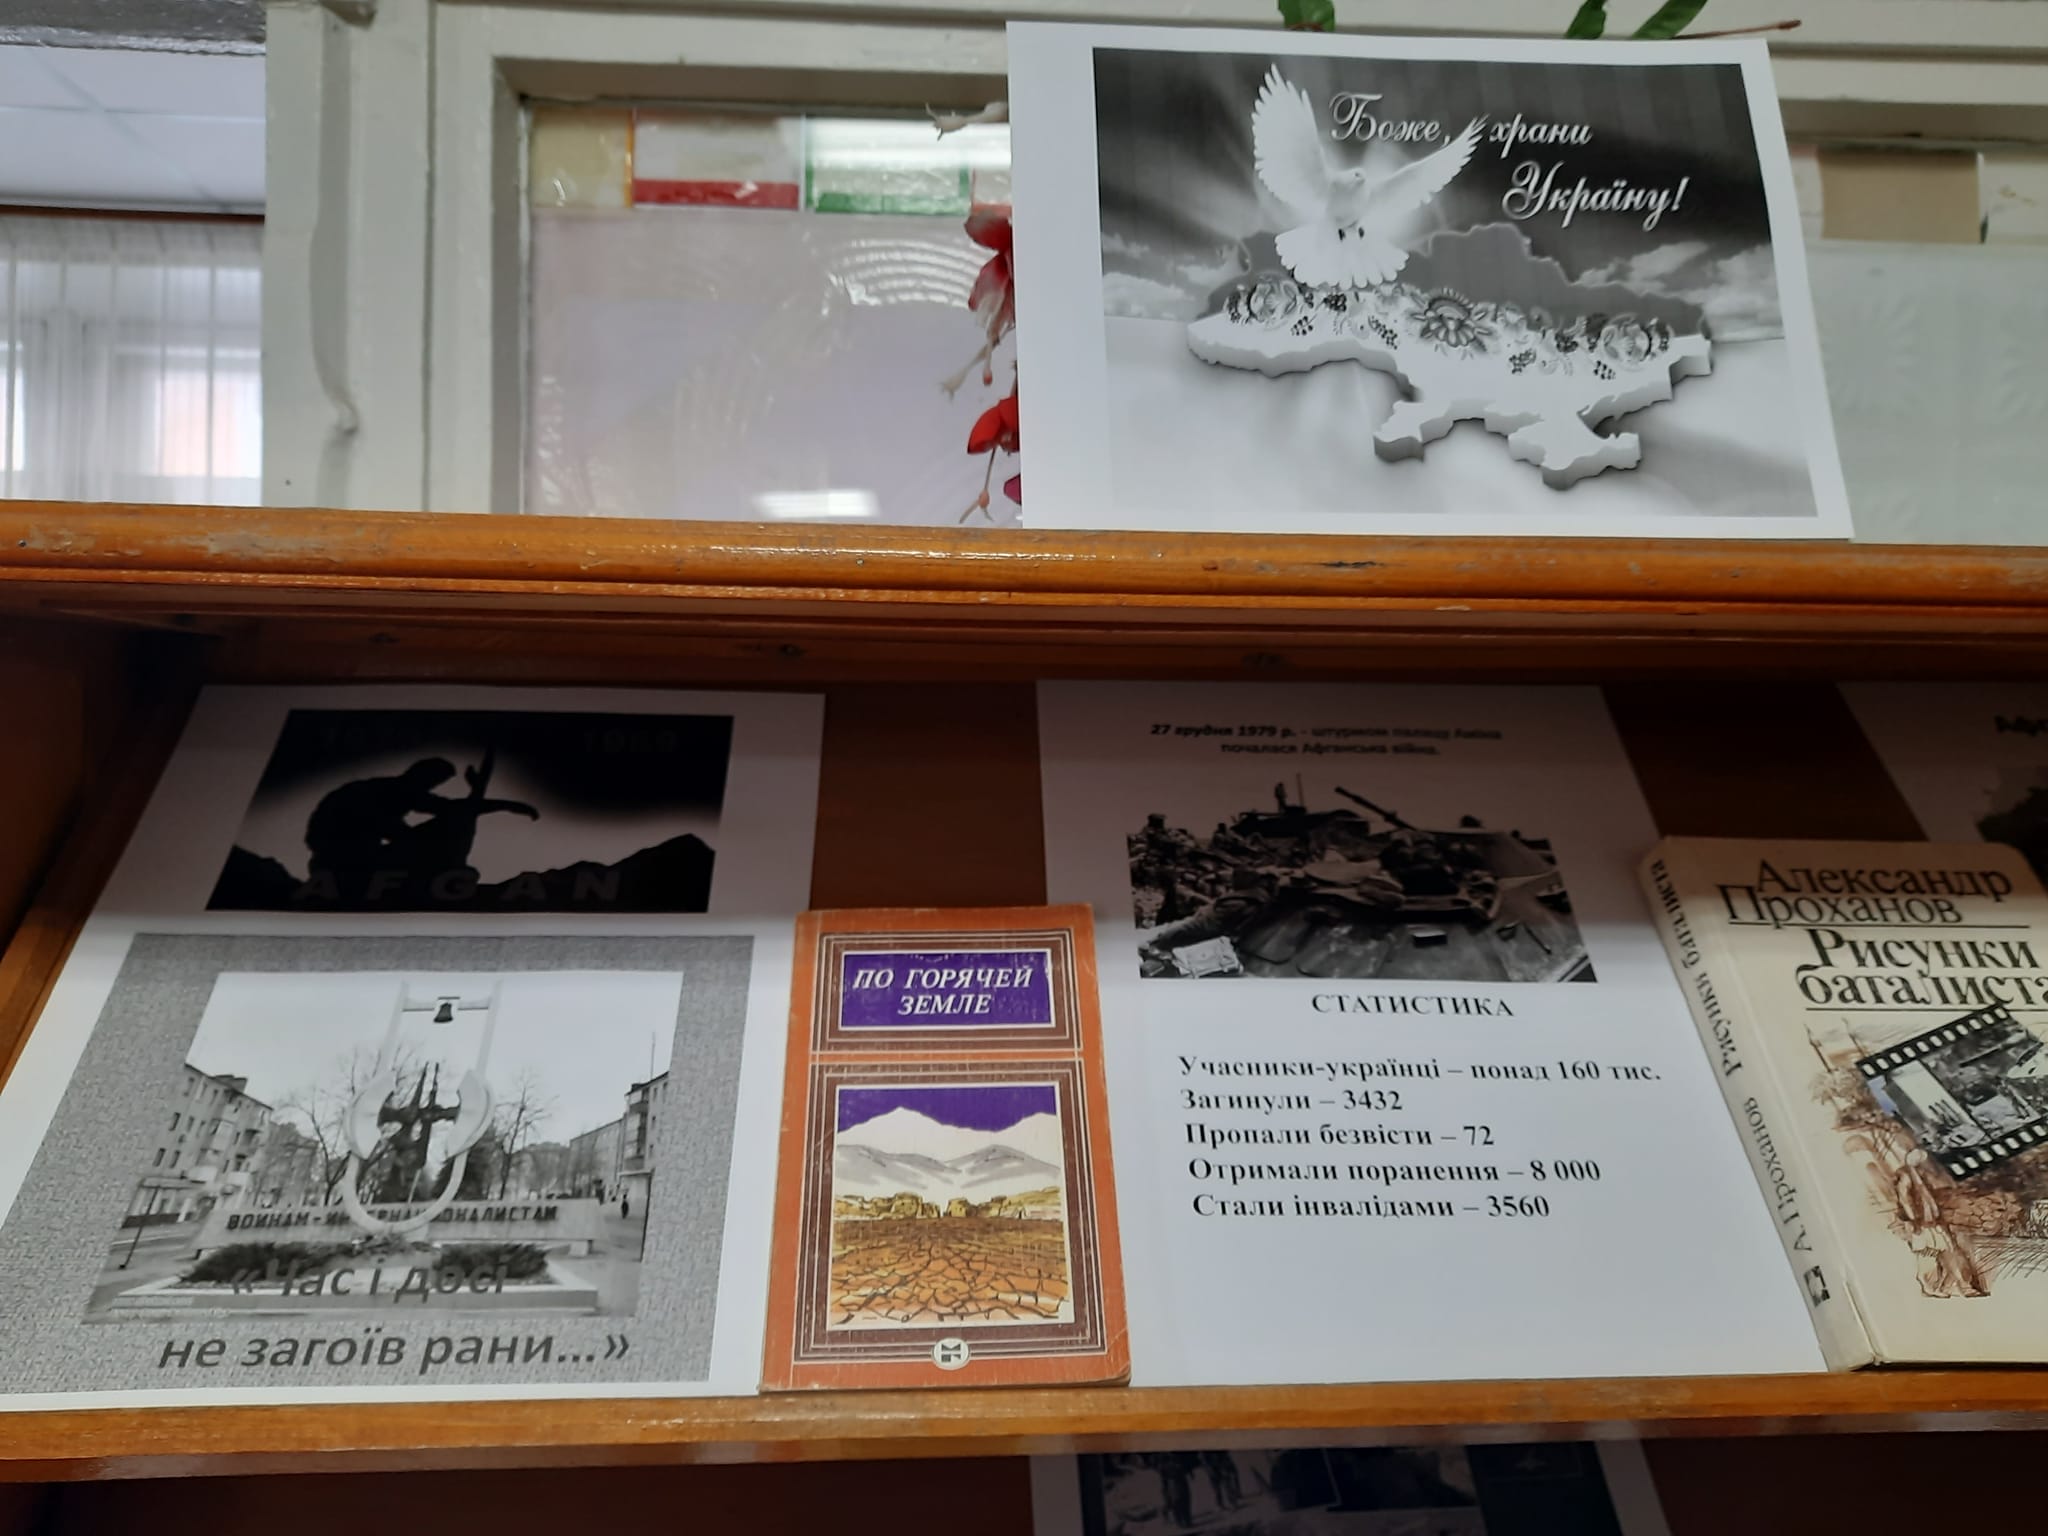 Боже, храни
Україну!
AFGAN
ВОИНАМ-ИНТЕРНАЦИОНАЛИСТАМ
«Час і досі
не загоїв рани...»
ПО ГОРЯЧЕЙ
ЗЕМЛЕ
27 грудня 1979 р. - штурмом палацу Аміна
почалася Афганська війна.
СТАТИСТИКА
Учасники-українці – понад 160 тис.
Загинули – 3432
Пропали безвісти – 72
Отримали поранення – 8 000
Стали інвалідами – 3560
Александр
Проханов
Рисунки
баталиста
А. Проханов Рисунки баталиста